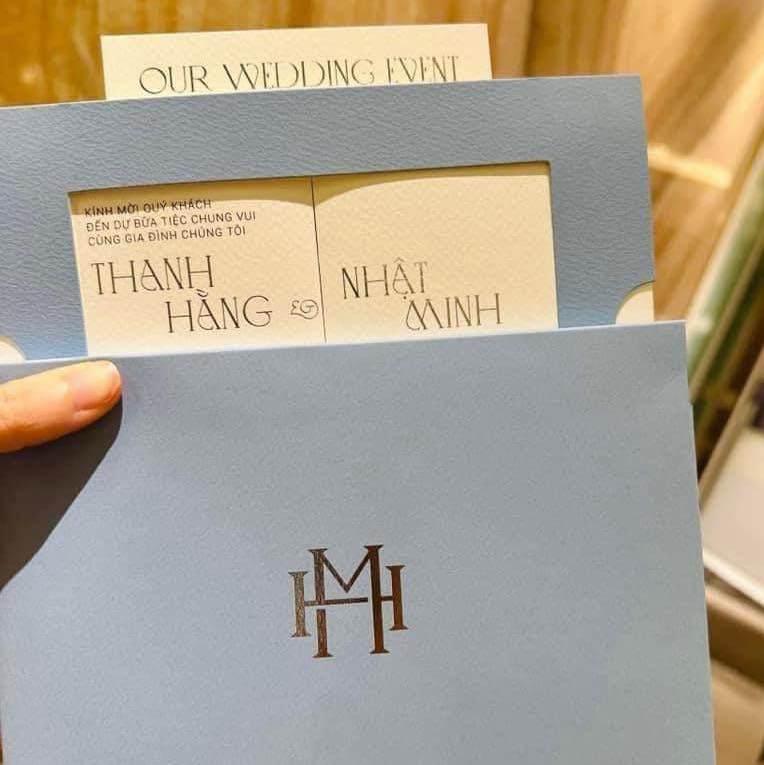 OUR WEDDING EVENT
KÍNH MỜI QUÝ KHÁCH
ĐẾN DỰ BỮA TIỆC CHUNG VUI
CÙNG GIA ĐÌNH CHÚNG TÔI
THANH
HẰNG &
NHẬT
MINH
HMH